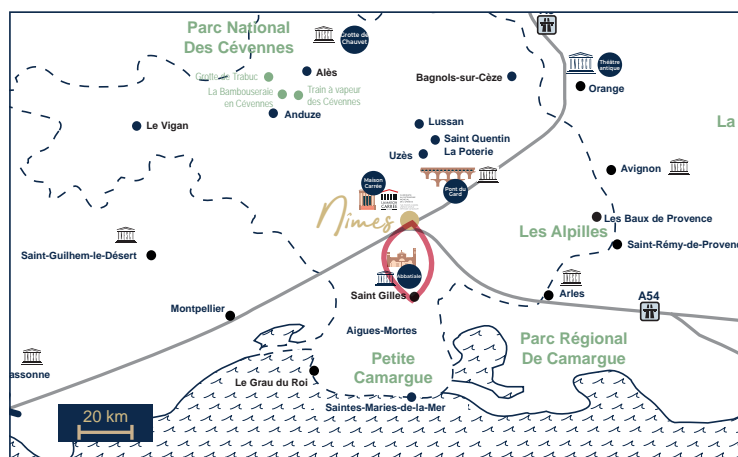 Parc National
Des Cévennes
Grotte de
Chauvet
Théâtre
antique
Grotte de Trabuc
Alès
Bagnols-sur-Cèze
Orange
La Bambouseraie
en Cévennes
Train à vapeur
des Cévennes
Anduze
Le Vigan
Lussan
La
Saint Quentin
La Poterie
Uzès
Avignon
Maison
Carrée
Pont du
Gard
Nîmes
Les Baux de Provence
Les Alpilles
Saint-Rémy-de-Provenc
Saint-Guilhem-le-Désert
Abbatiale
Saint Gilles
Arles
A54
Montpellier
Aigues-Mortes
Parc Régional
De Camargue
Petite
Camargue
assonne
Le Grau du Roi
Saintes-Maries-de-la-Mer
20 km